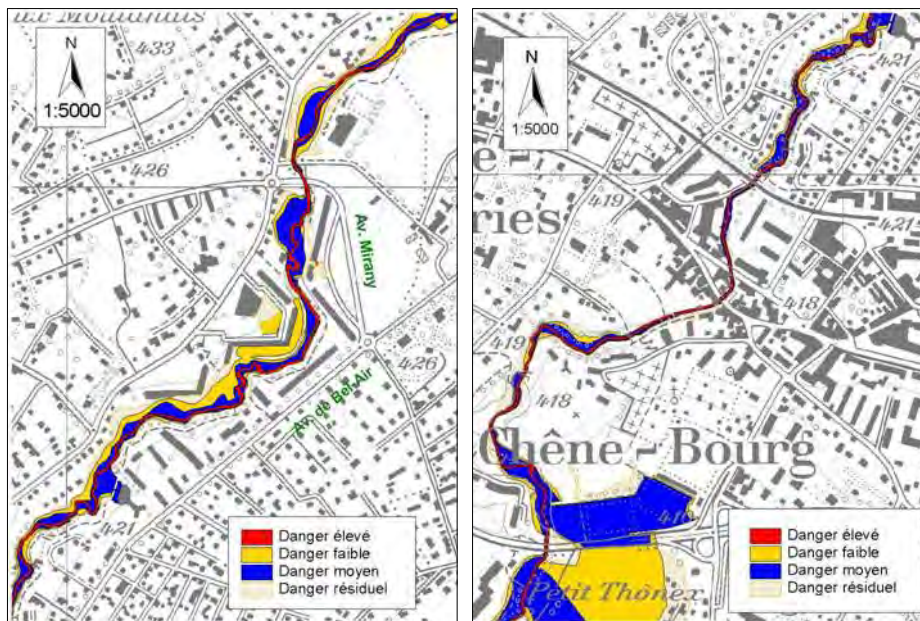 433
N
1:5000
426
Av. Mirany
426
Av. de Bel-Air
421
Danger élevé
Danger faible
Danger moyen
Danger résiduel
N
1:5000
421
419
ries
421
418
419
418
Chêne - Bourg
Petit Thônex
Danger élevé
Danger faible
Danger moyen
Danger résiduel